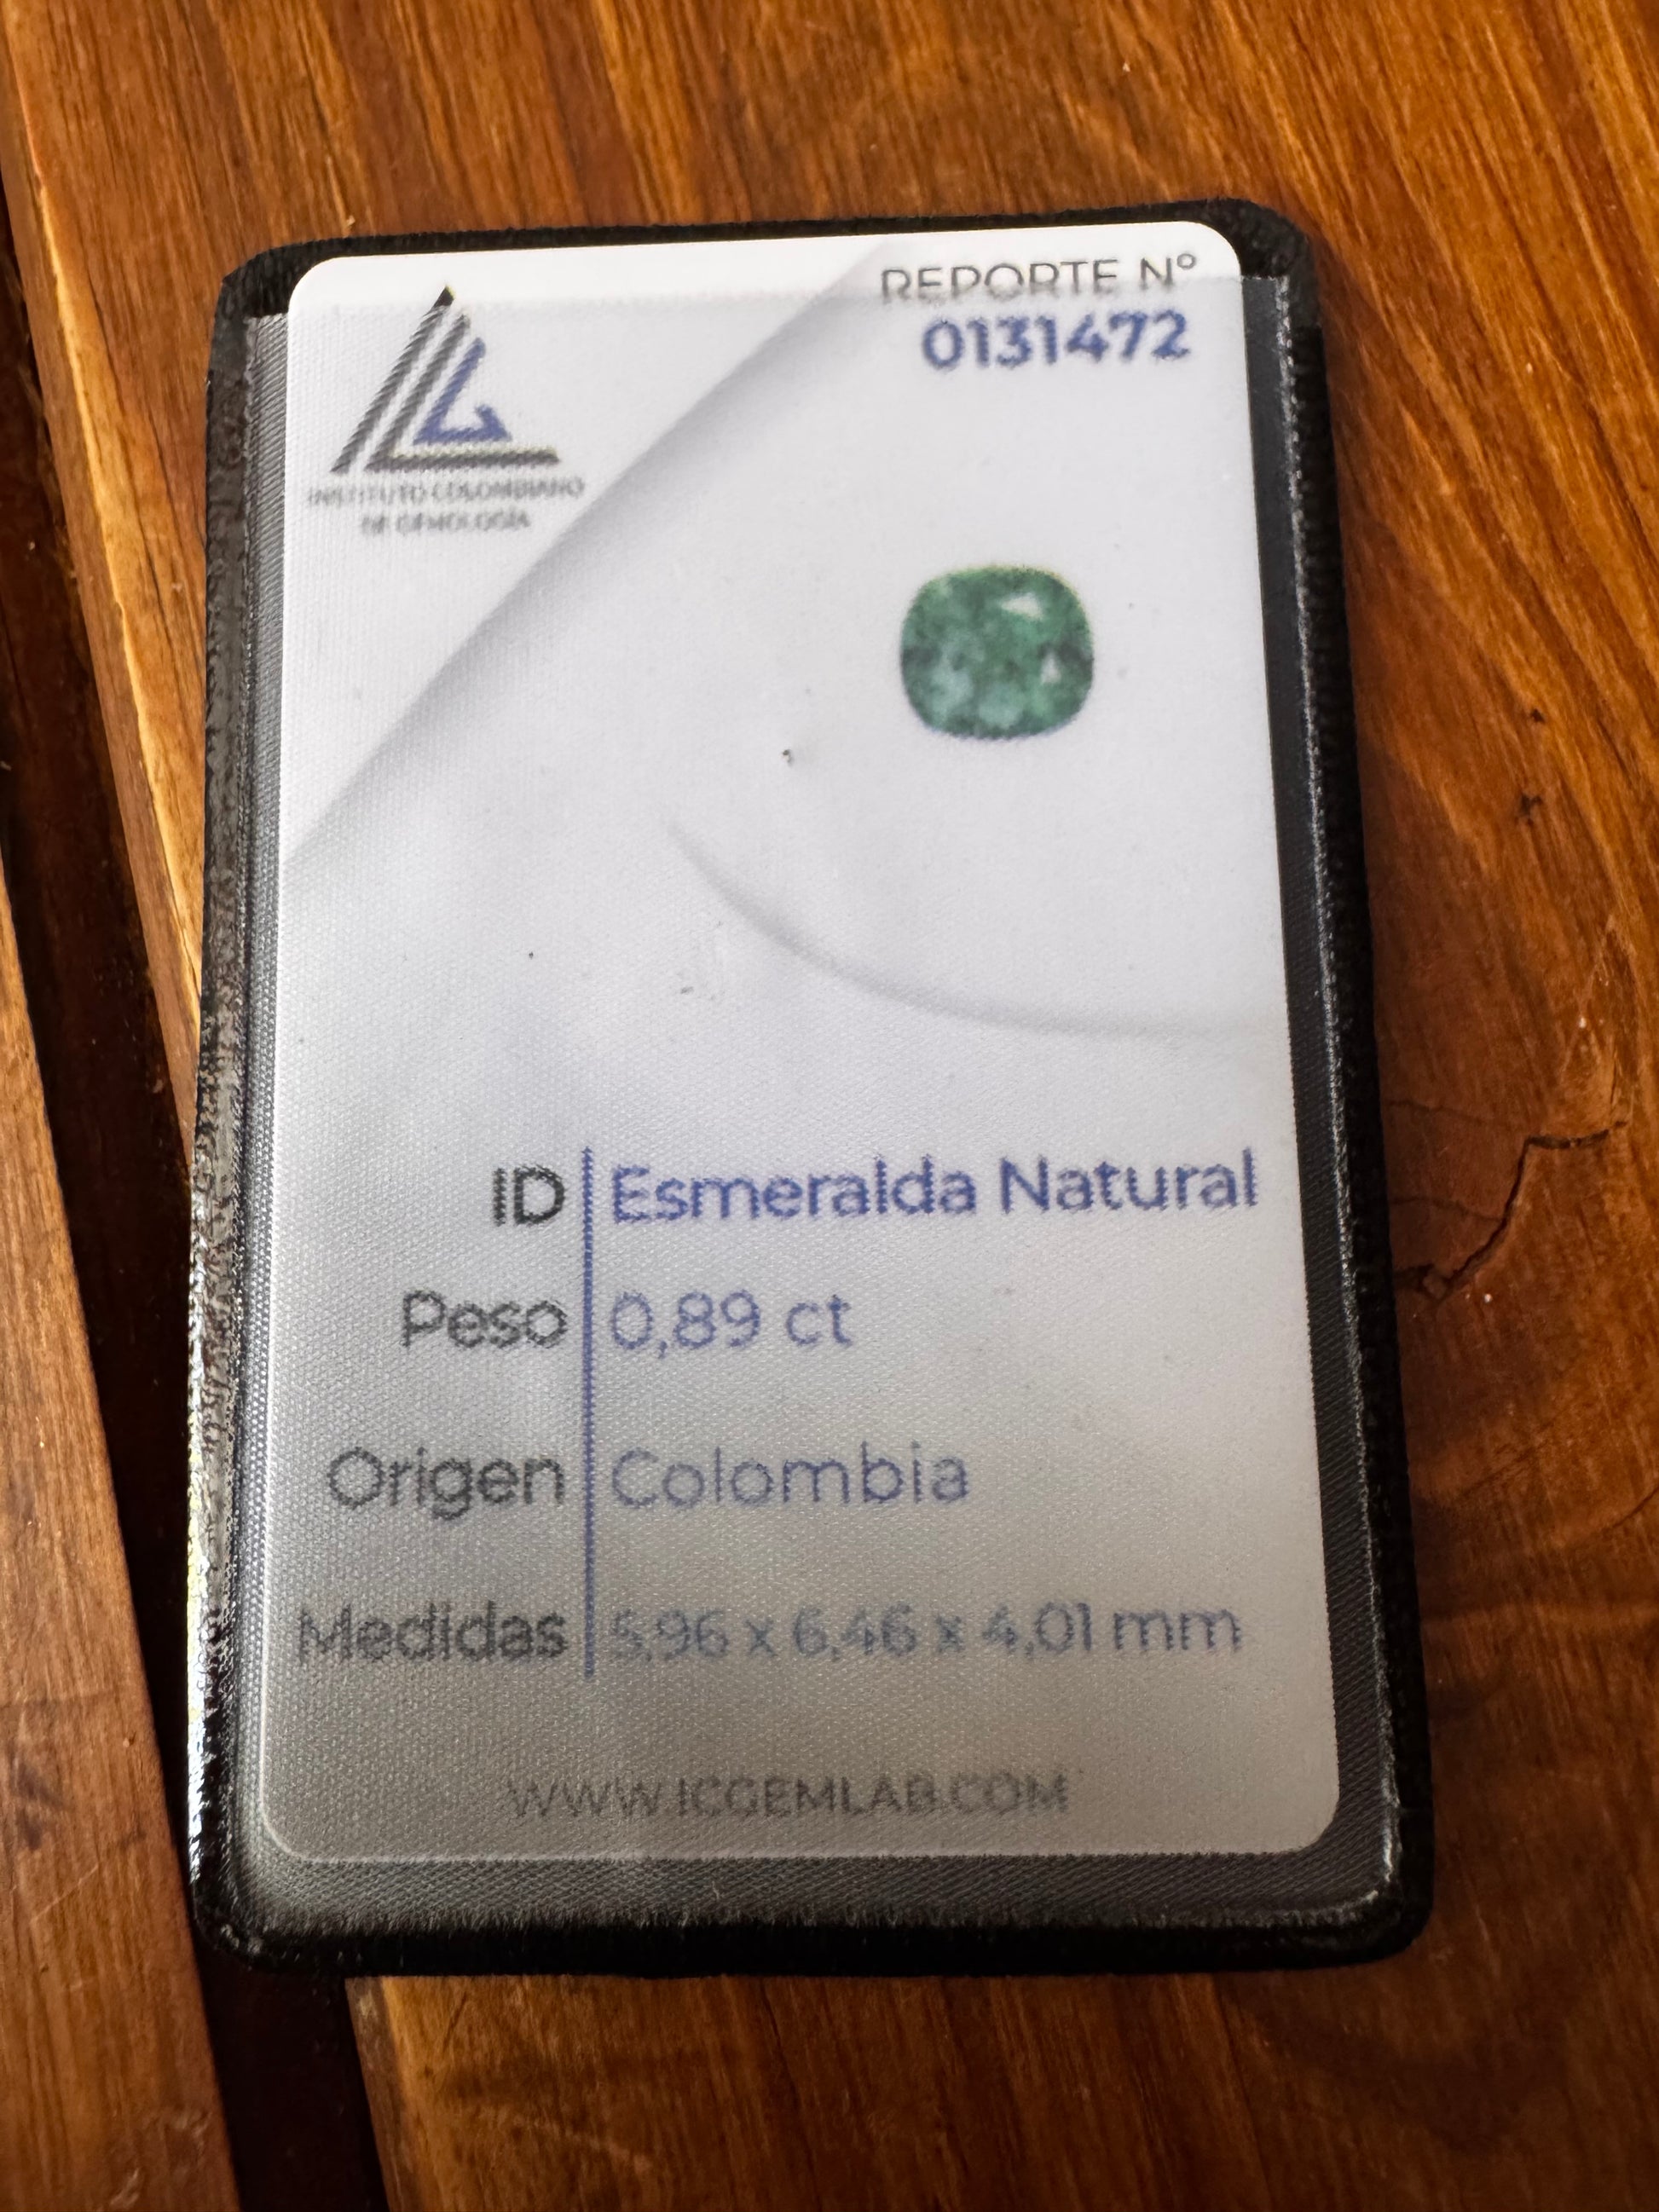 REPORTE Nº
0131472
INSTITUTO COLOMBIANO
DE GEMOLOGÍA
ID Esmeralda Natural
Peso 0,89 ct
Origen Colombia
Medidas 5,96 x 6,46 x 4,01 mm
WWW.ICGEMLAB.COM